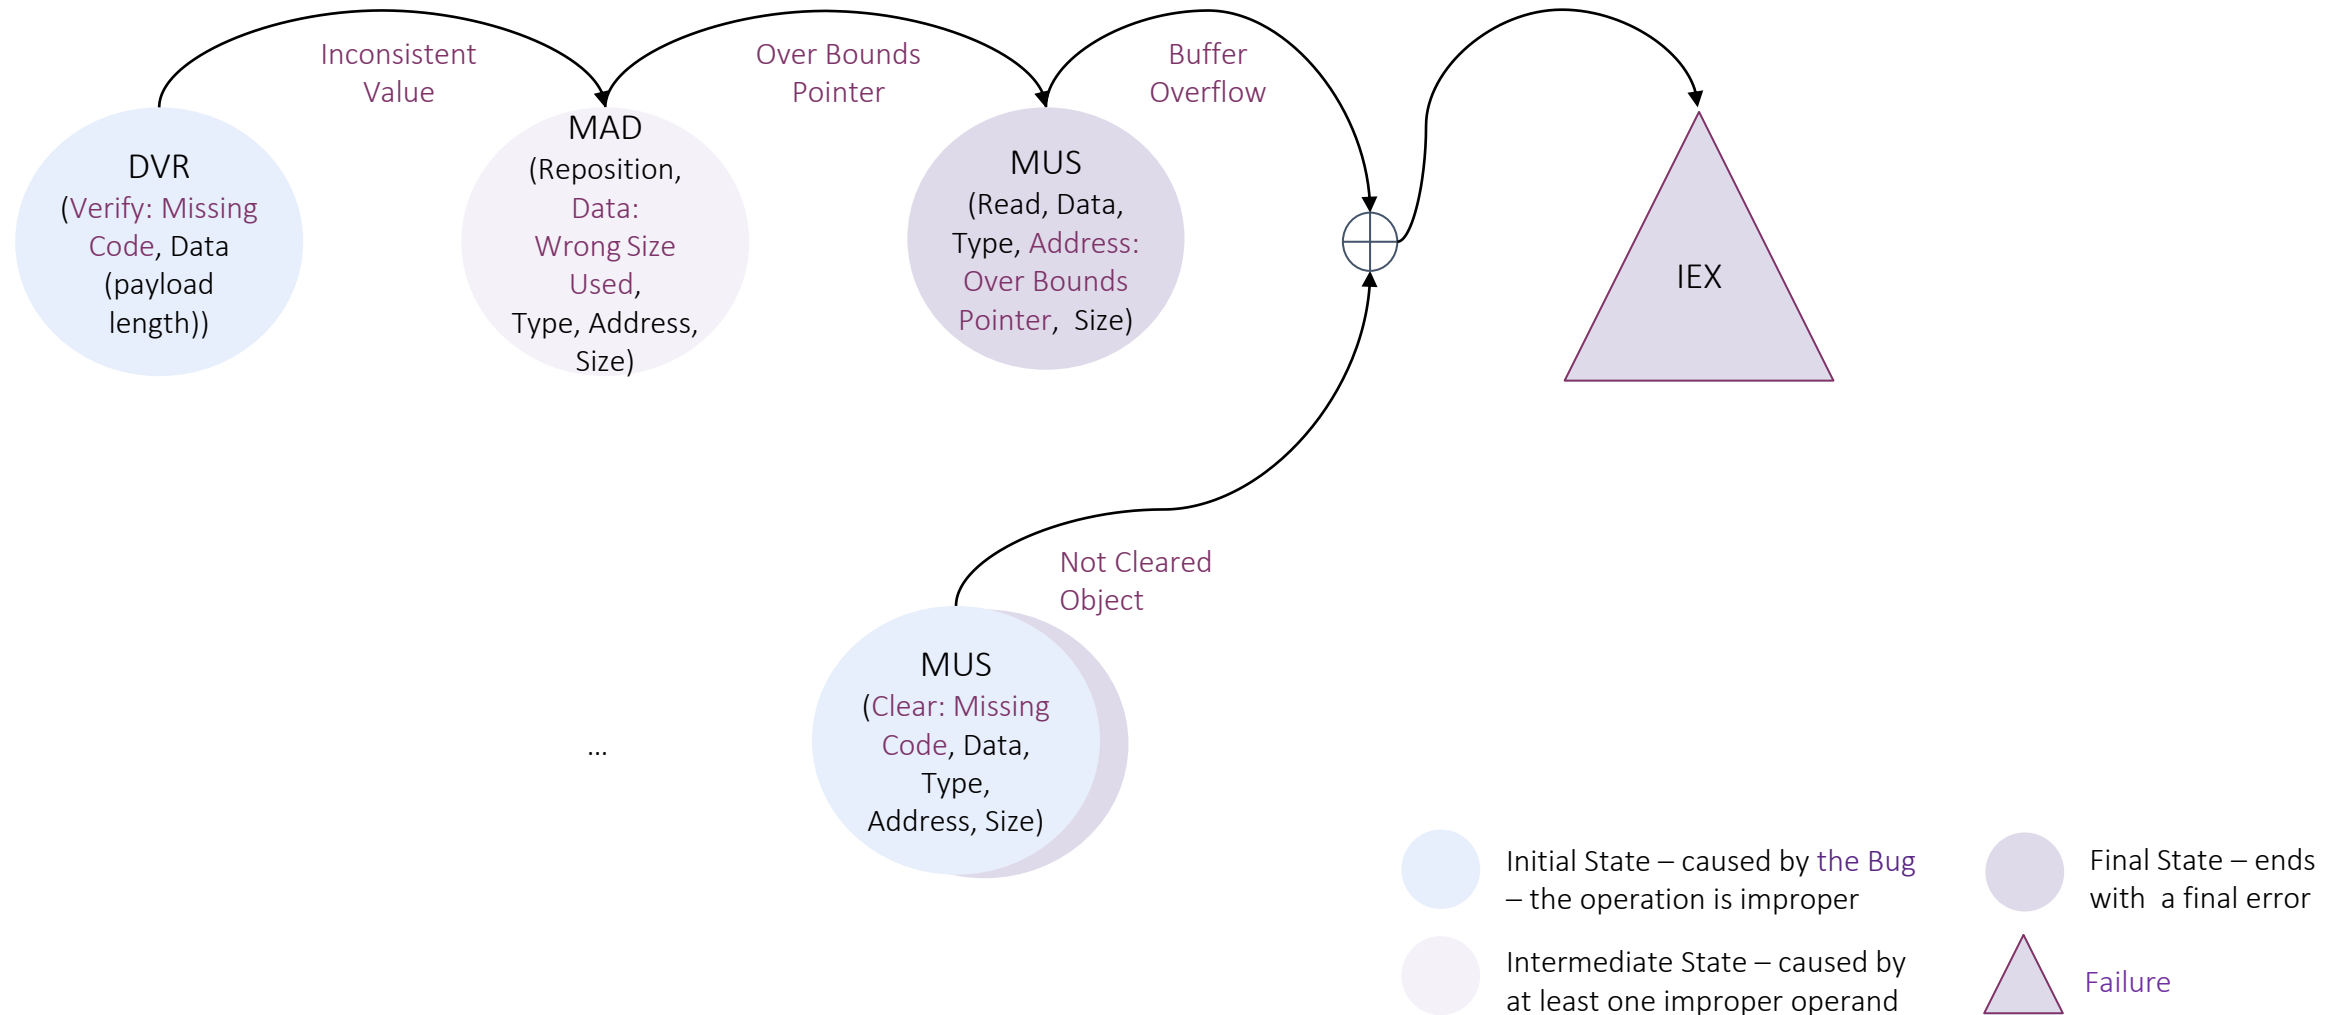 Inconsistent
Value
Over Bounds
Pointer
Buffer
Overflow
DVR
(Verify: Missing
Code, Data
(payload
length))
MAD
(Reposition,
Data:
Wrong Size
Used,
Type, Address,
Size)
MUS
(Read, Data,
Type, Address:
Over Bounds
Pointer, Size)
IEX
Not Cleared
Object
...
MUS
(Clear: Missing
Code, Data,
Type,
Address, Size)
Initial State – caused by the Bug
– the operation is improper
Intermediate State – caused by
at least one improper operand
Final State – ends
with a final error
Failure